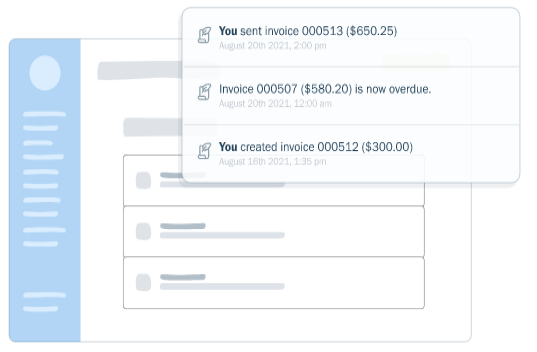 You sent invoice 000513 ($650.25)
August 20th 2021, 2:00 pm
Invoice 000507 ($580.20) is now overdue.
August 20th 2021, 12:00 am
You created invoice 000512 ($300.00)
August 16th 2021, 1:35 pm